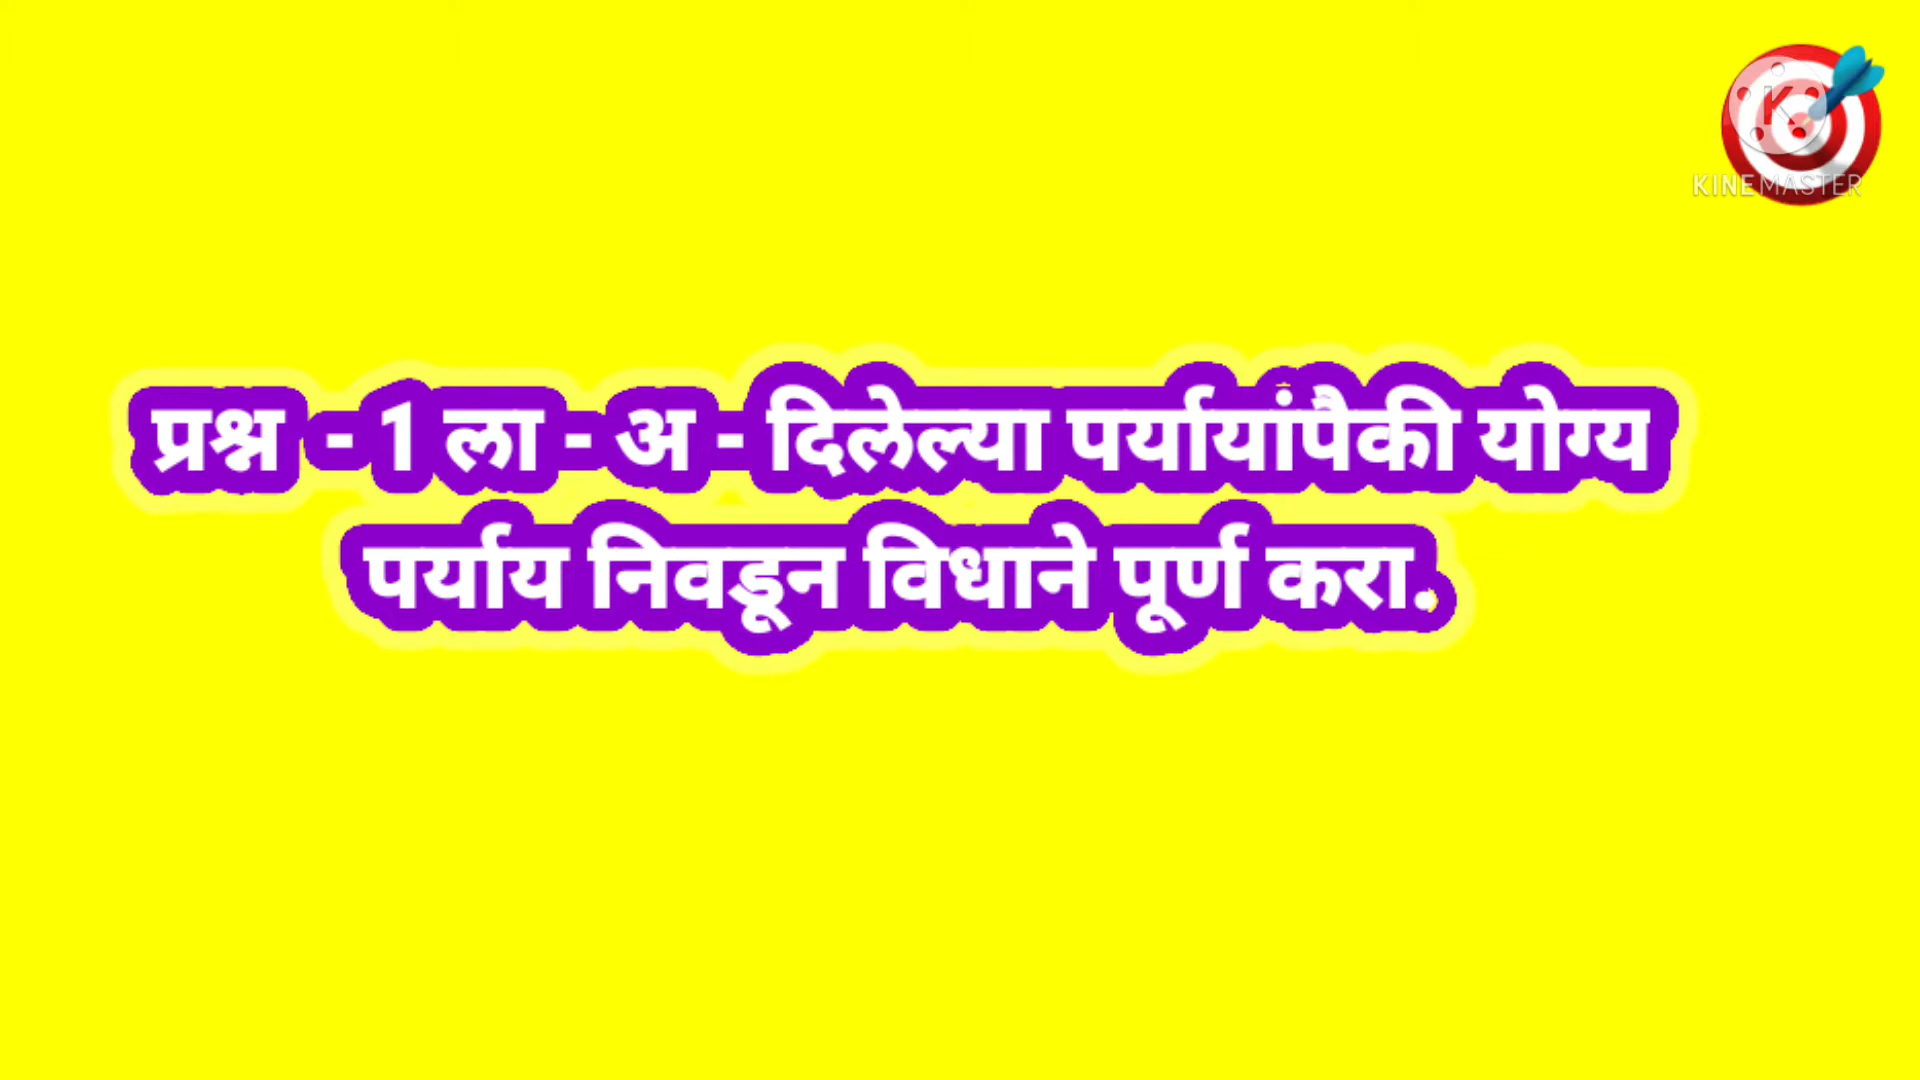 KINEMASTER
प्रश्न - 1 ला - अ - दिलेल्या पर्यायांपैकी योग्य
पर्याय निवडून विधाने पूर्ण करा.